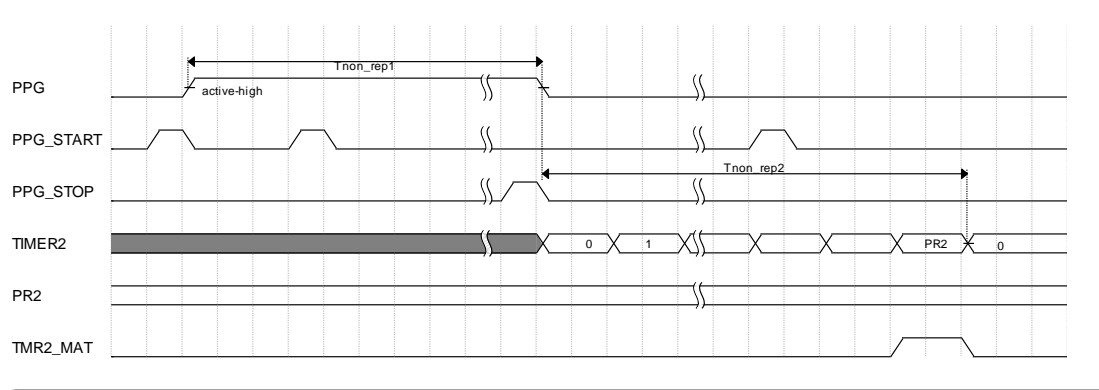 Tnon_rep1
PPG
active-high
PPG_START
Tnon_rep2
PPG_STOP
TIMER2 0 1 PR2 0
PR2
TMR2_MAT